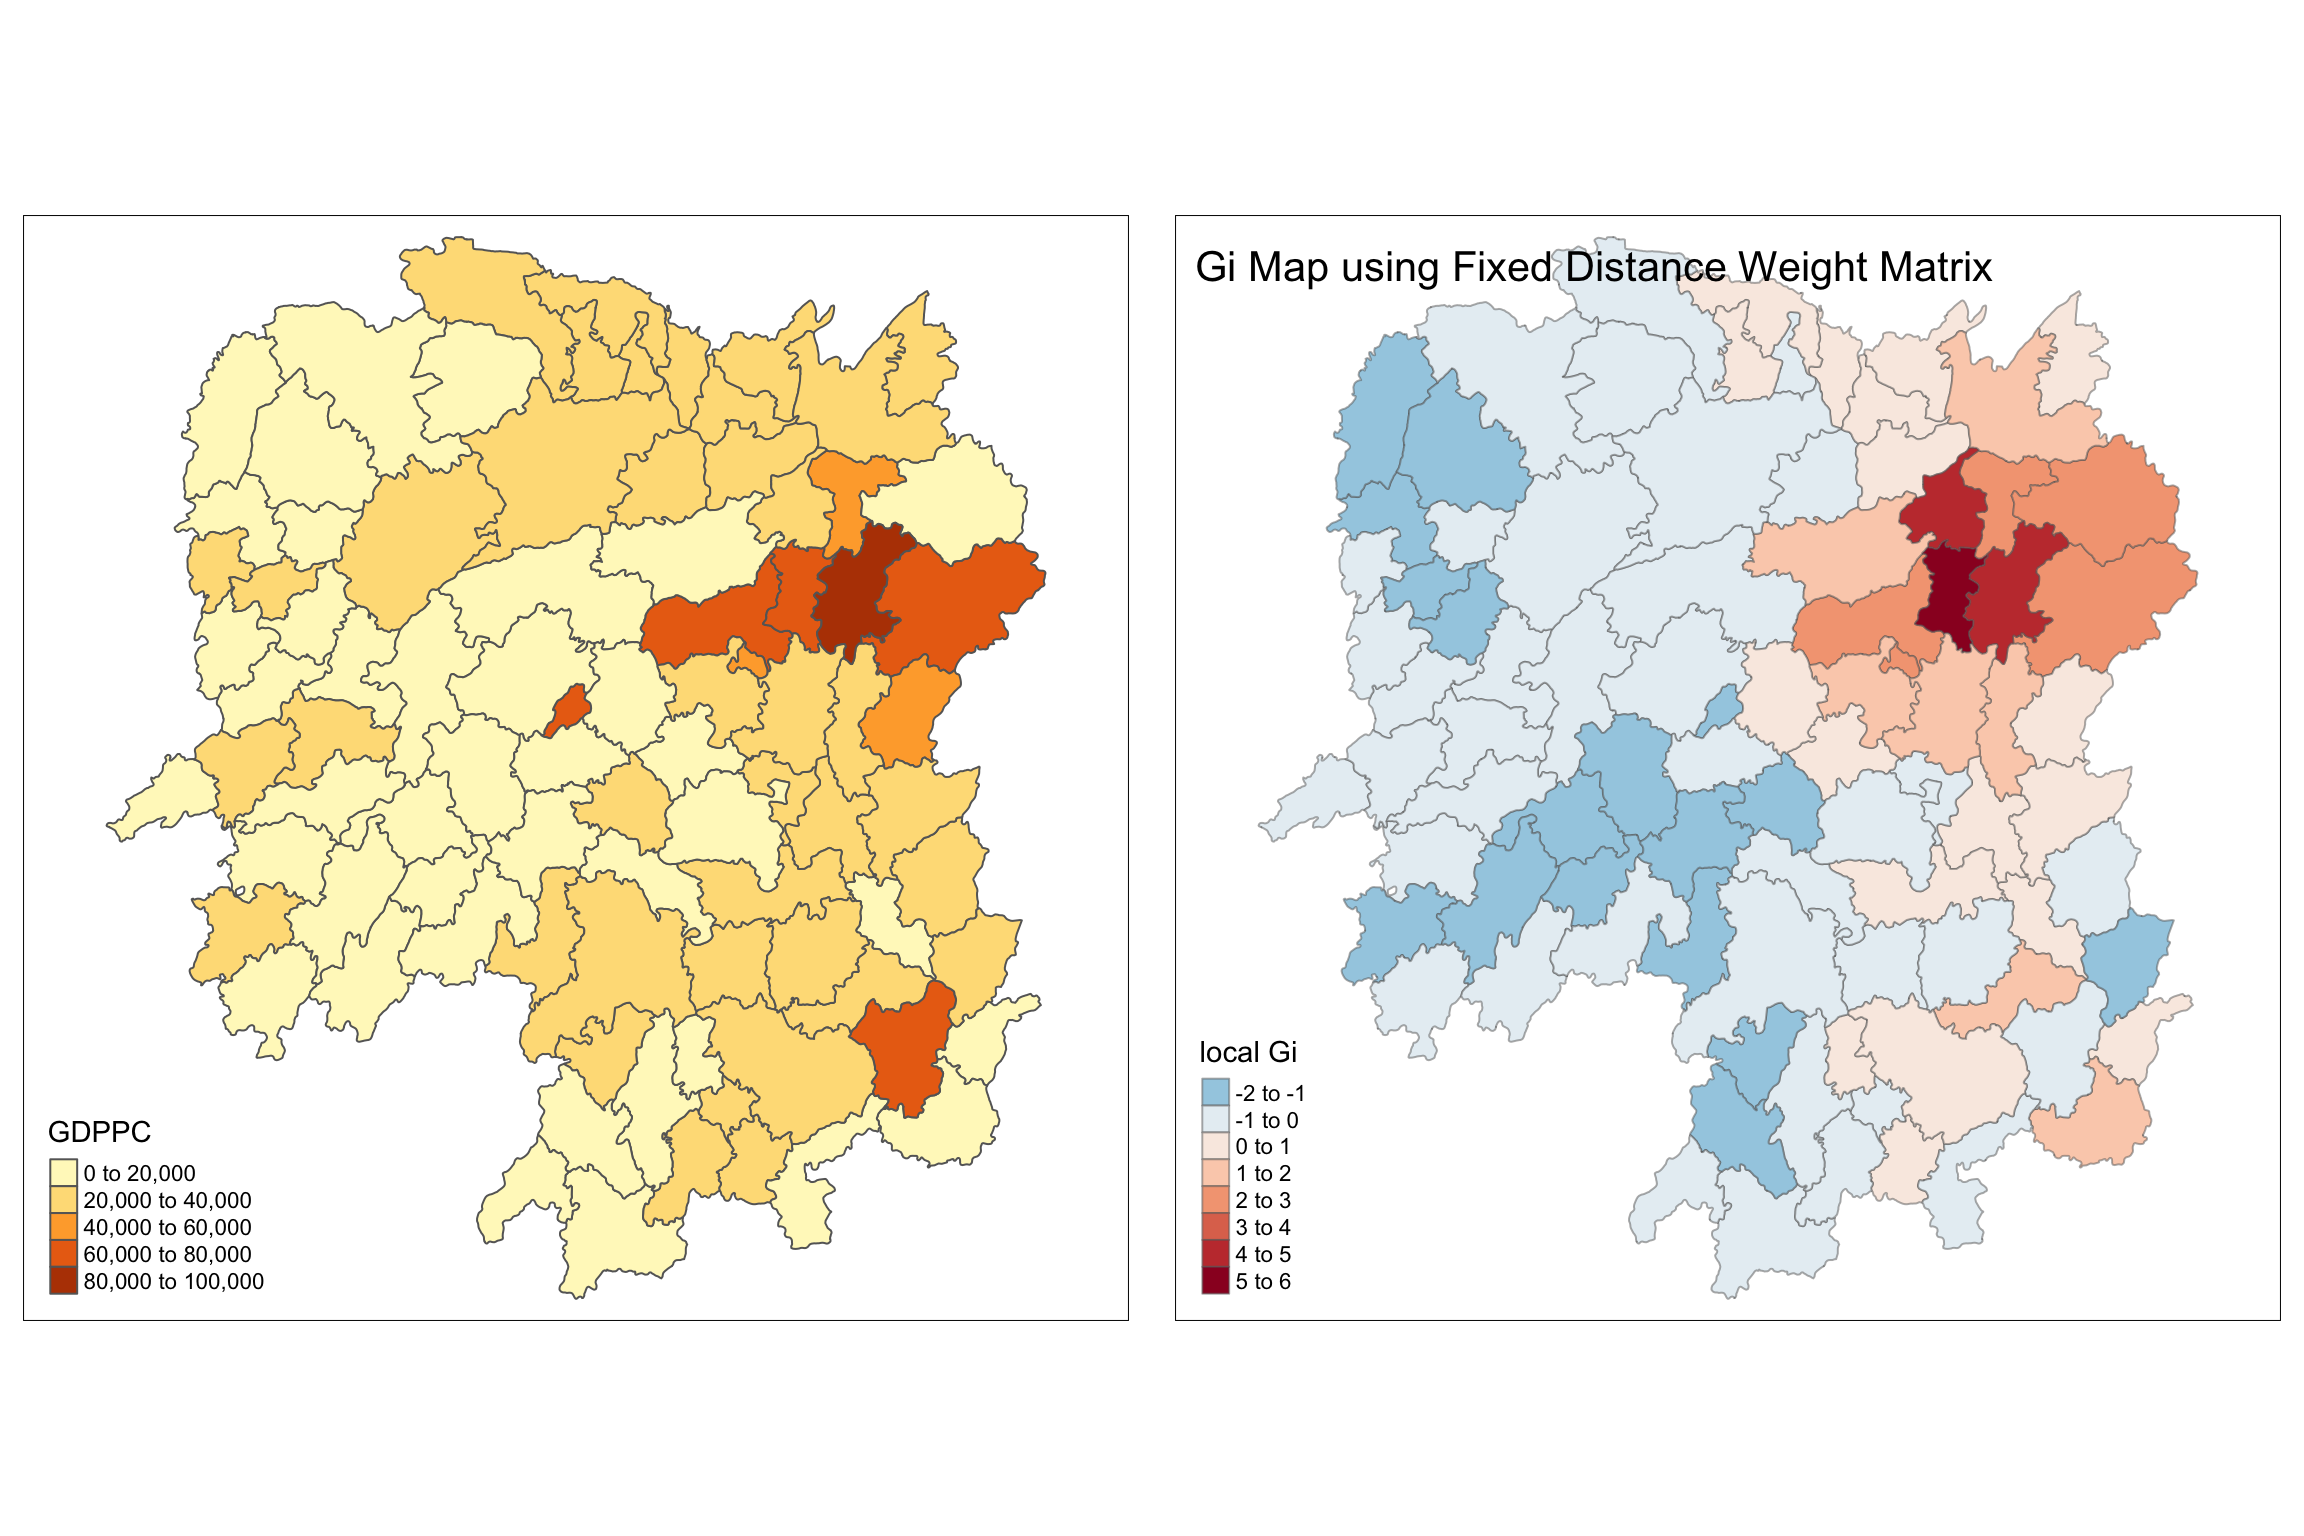 GDPPC
0 to 20,000
20,000 to 40,000
40,000 to 60,000
60,000 to 80,000
80,000 to 100,000
Gi Map using Fixed Distance Weight Matrix
local Gi
-2 to -1
-1 to 0
0 to 1
1 to 2
2 to 3
3 to 4
4 to 5
5 to 6